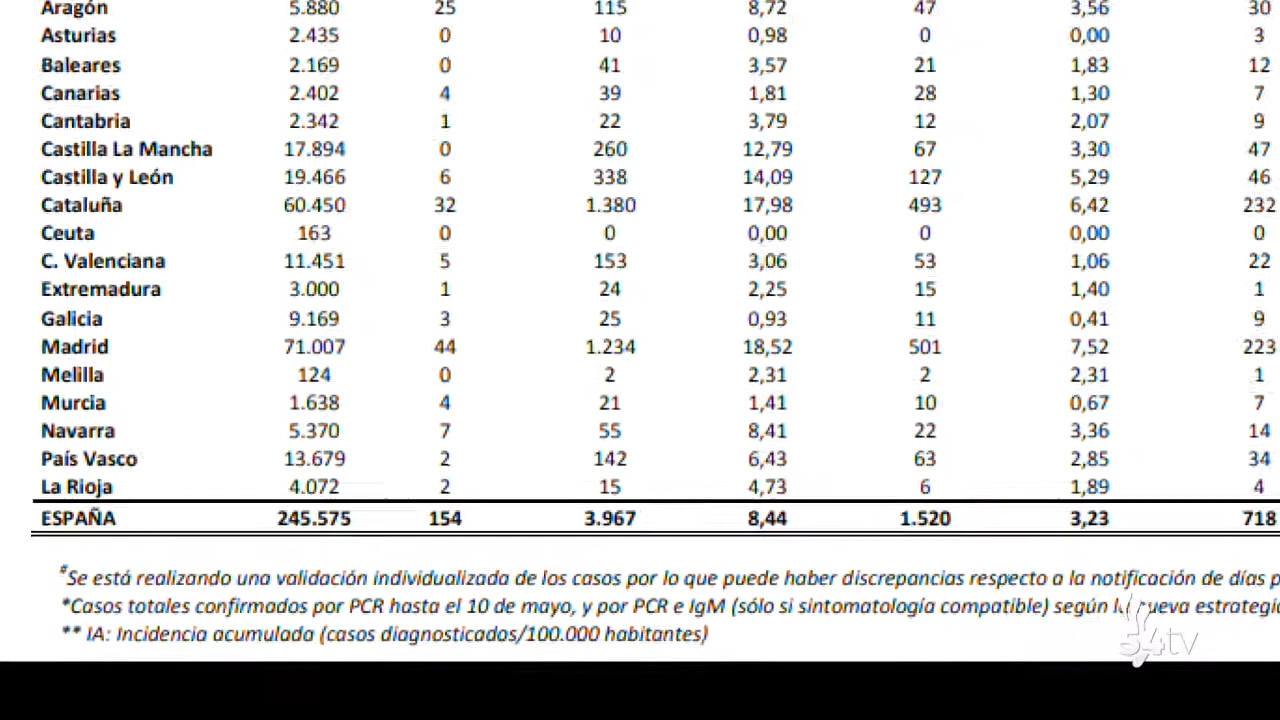 Aragón 5.880 25 115 8,72 47 3,56 30
Asturias 2.435 0 10 0,98 0 0,00 3
Baleares 2.169 0 41 3,57 21 1,83 12
Canarias 2.402 4 39 1,81 28 1,30 7
Cantabria 2.342 1 22 3,79 12 2,07 9
Castilla La Mancha 17.894 0 260 12,79 67 3,30 47
Castilla y León 19.466 6 338 14,09 127 5,29 46
Cataluña 60.450 32 1.380 17,98 493 6,42 232
Ceuta 163 0 0 0,00 0 0,00 0
C. Valenciana 11.451 5 153 3,06 53 1,06 22
Extremadura 3.000 1 24 2,25 15 1,40 1
Galicia 9.169 3 25 0,93 11 0,41 9
Madrid 71.007 44 1.234 18,52 501 7,52 223
Melilla 124 0 2 2,31 2 2,31 1
Murcia 1.638 4 21 1,41 10 0,67 7
Navarra 5.370 7 55 8,41 22 3,36 14
País Vasco 13.679 2 142 6,43 63 2,85 34
La Rioja 4.072 2 15 4,73 6 1,89 4
ESPAÑA 245.575 154 3.967 8,44 1.520 3,23 718
#Se está realizando una validación individualizada de los casos por lo que puede haber discrepancias respecto a la notificación de días
*Casos totales confirmados por PCR hasta el 10 de mayo, y por PCR e IgM (sólo si sintomatología compatible) según
** IA: Incidencia acumulada (casos diagnosticados/100.000 habitantes)
54tv